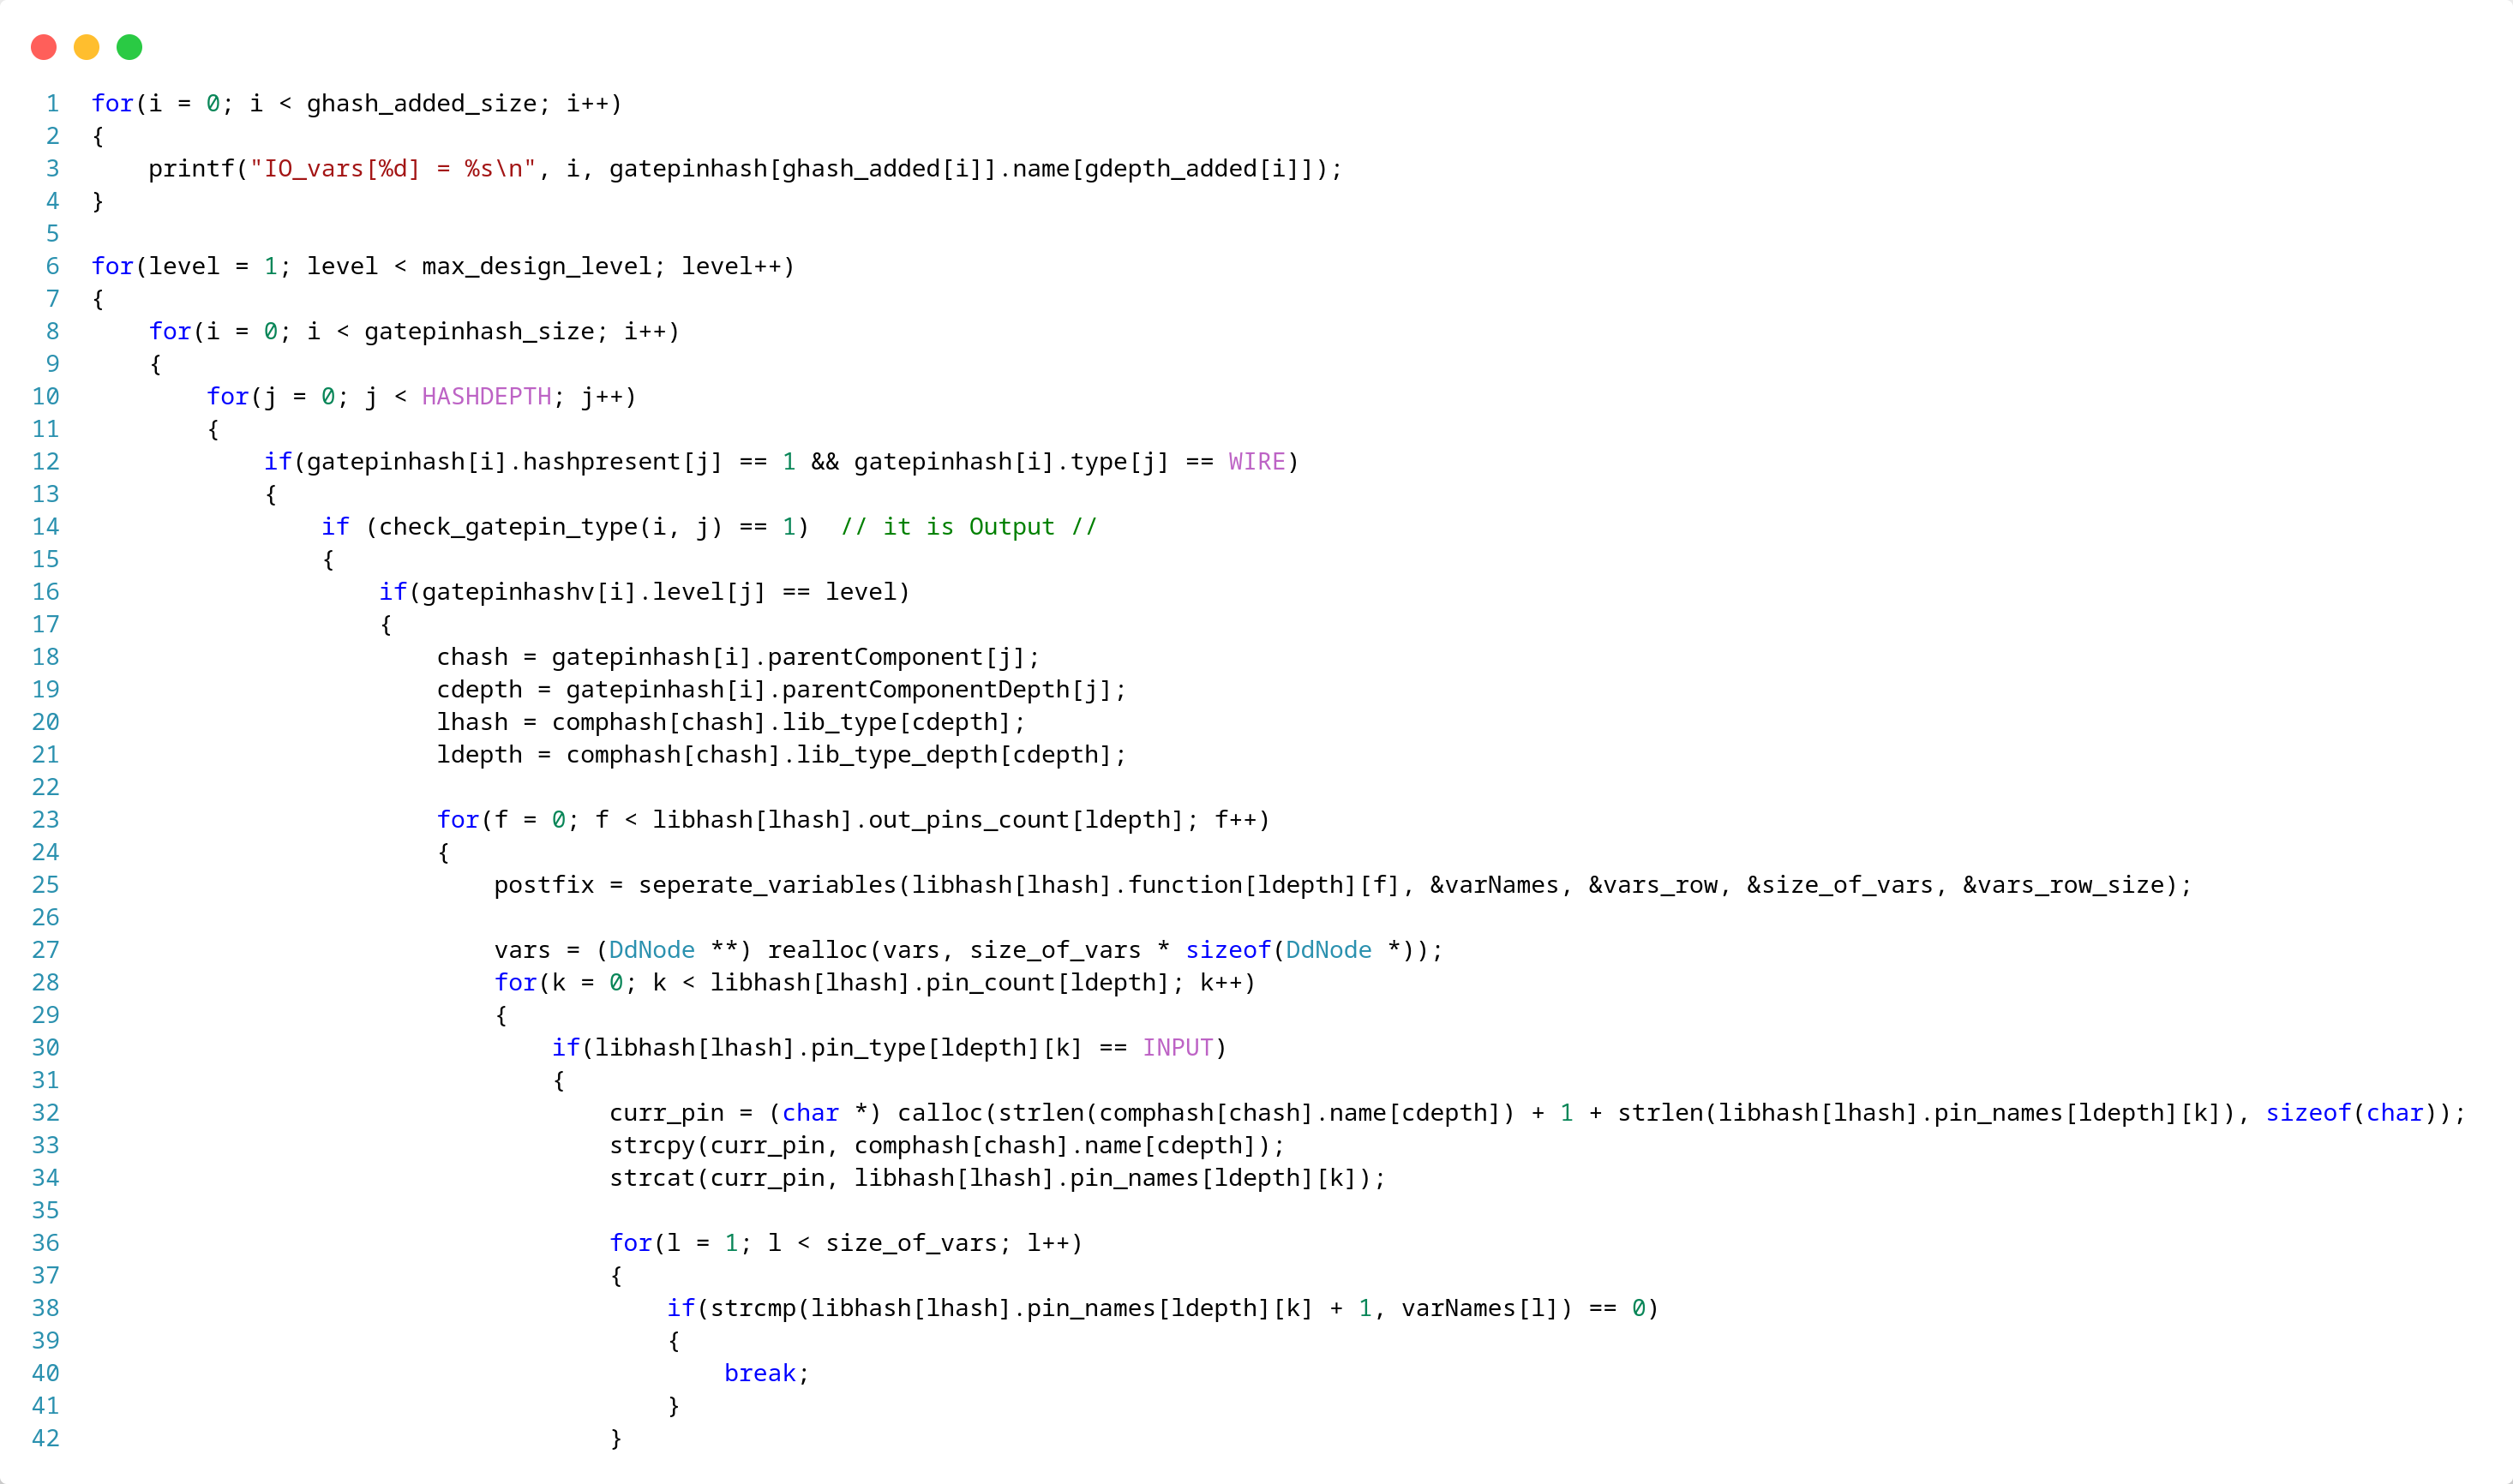 1 for(i = 0; i < ghash_added_size; i++)
2 {
3     printf("IO_vars[%d] = %s\n", i, gatepinhash[ghash_added[i]].name[gdepth_added[i]]);
4 }
5
6 for(level = 1; level < max_design_level; level++)
7 {
8     for(i = 0; i < gatepinhash_size; i++)
9     {
10         for(j = 0; j < HASHDEPTH; j++)
11         {
12             if(gatepinhash[i].hashpresent[j] == 1 && gatepinhash[i].type[j] == WIRE)
13             {
14                 if (check_gatepin_type(i, j) == 1)  // it is Output //
15                 {
16                     if(gatepinhashv[i].level[j] == level)
17                     {
18                         chash = gatepinhash[i].parentComponent[j];
19                         cdepth = gatepinhash[i].parentComponentDepth[j];
20                         lhash = comphash[chash].lib_type[cdepth];
21                         ldepth = comphash[chash].lib_type_depth[cdepth];
22
23                         for(f = 0; f < libhash[lhash].out_pins_count[ldepth]; f++)
24                         {
25                             postfix = seperate_variables(libhash[lhash].function[ldepth][f], &varNames, &vars_row, &size_of_vars, &vars_row_size);
26
27                             vars = (DdNode **) realloc(vars, size_of_vars * sizeof(DdNode *));
28                             for(k = 0; k < libhash[lhash].pin_count[ldepth]; k++)
29                             {
30                                 if(libhash[lhash].pin_type[ldepth][k] == INPUT)
31                                 {
32                                     curr_pin = (char *) calloc(strlen(comphash[chash].name[cdepth]) + 1 + strlen(libhash[lhash].pin_names[ldepth][k]), sizeof(char));
33                                     strcpy(curr_pin, comphash[chash].name[cdepth]);
34                                     strcat(curr_pin, libhash[lhash].pin_names[ldepth][k]);
35
36                                     for(l = 1; l < size_of_vars; l++)
37                                     {
38                                         if(strcmp(libhash[lhash].pin_names[ldepth][k] + 1, varNames[l]) == 0)
39                                         {
40                                             break;
41                                         }
42                                     }